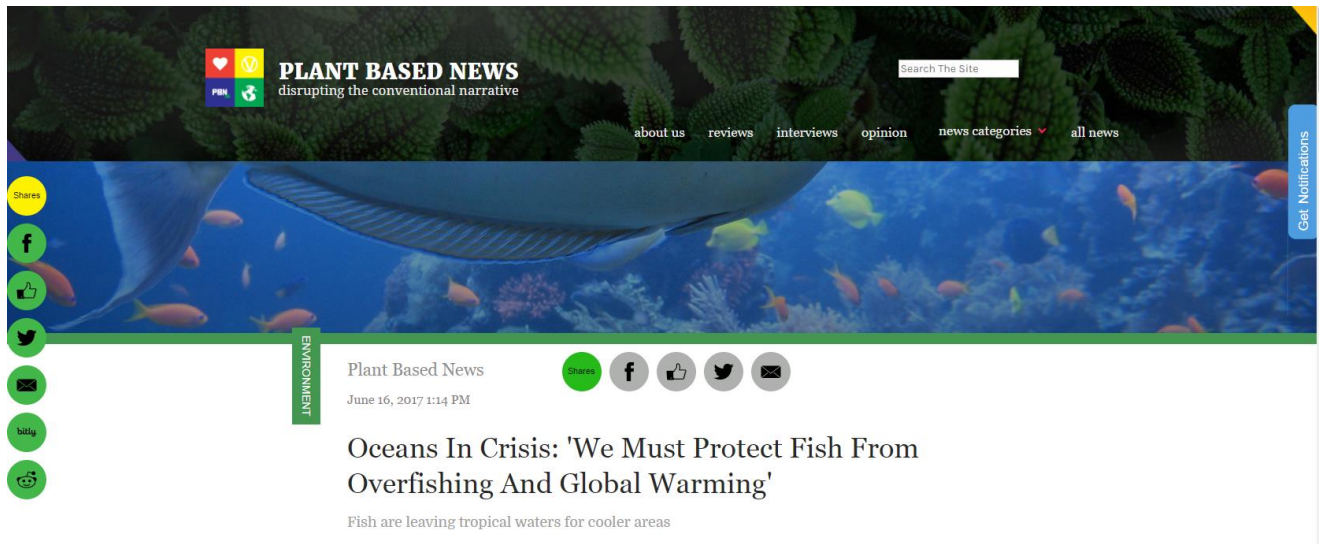 PLANT BASED NEWS
disrupting the conventional narrative
PBN
Search The Site
about us reviews interviews opinion news categories all news
Get Notifications
Shares
bitly
ENVIRONMENT
Plant Based News
Shares
June 16, 2017 1:14 PM
Oceans In Crisis: 'We Must Protect Fish From
Overfishing And Global Warming'
Fish are leaving tropical waters for cooler areas